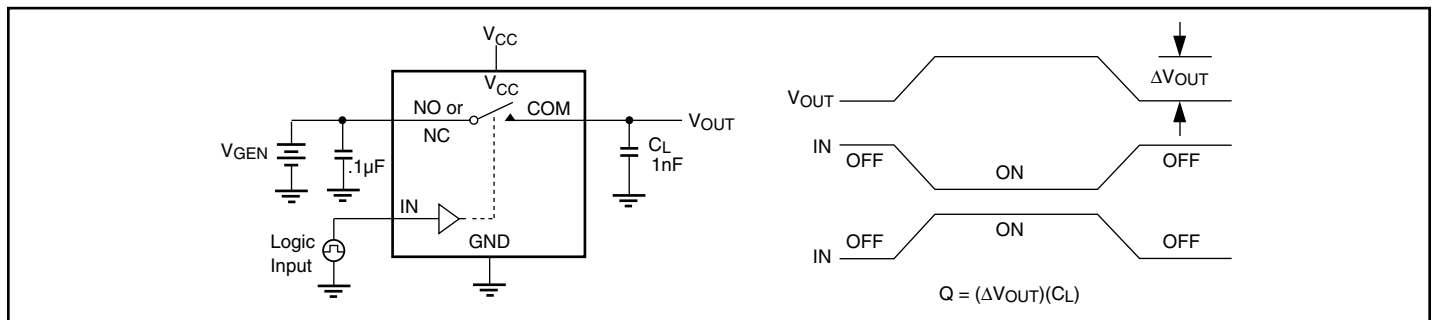 VCC
VCC
NO or
COM
NC
VOUT
VGEN
.1µF
CL
1nF
IN
Logic
Input
GND
ΔVOUT
VOUT
IN
OFF
ON
OFF
IN
OFF
ON
OFF
Q = (ΔVOUT)(CL)